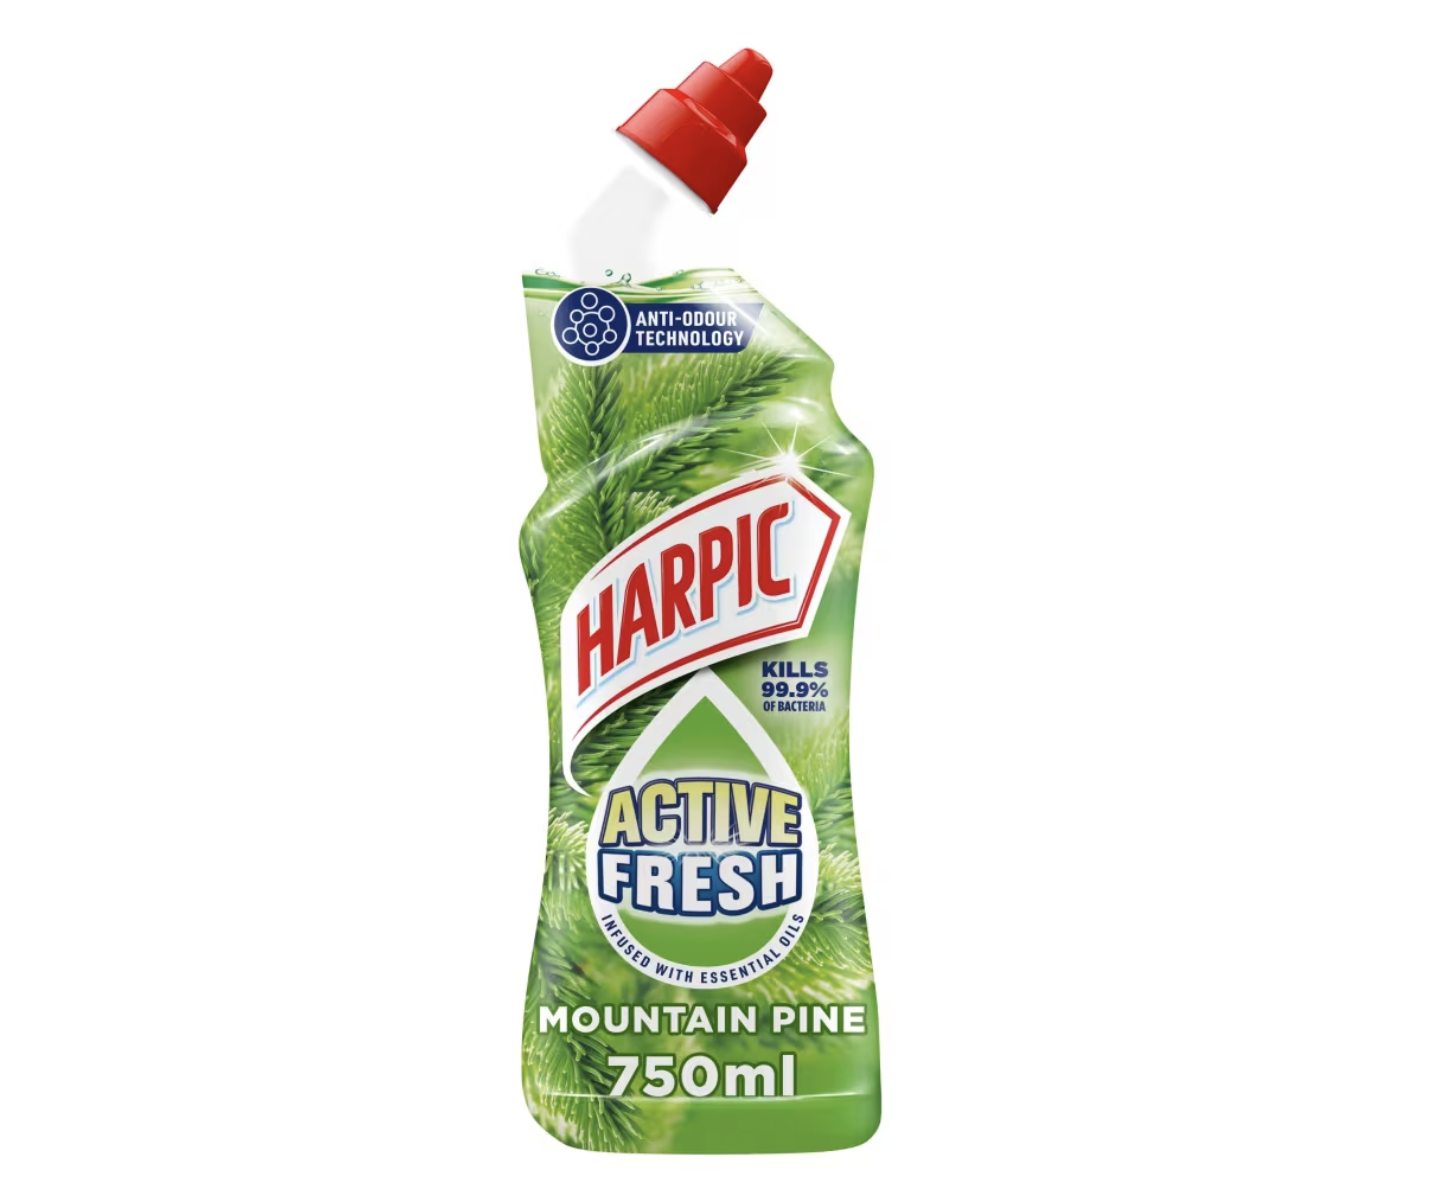 ANTI-ODOUR
TECHNOLOGY
HARPIC
KILLS
99.9%
OF BACTERIA
ACTIVE
FRESH
INFUSED WITH ESSENTIAL OILS
MOUNTAIN PINE
750ml